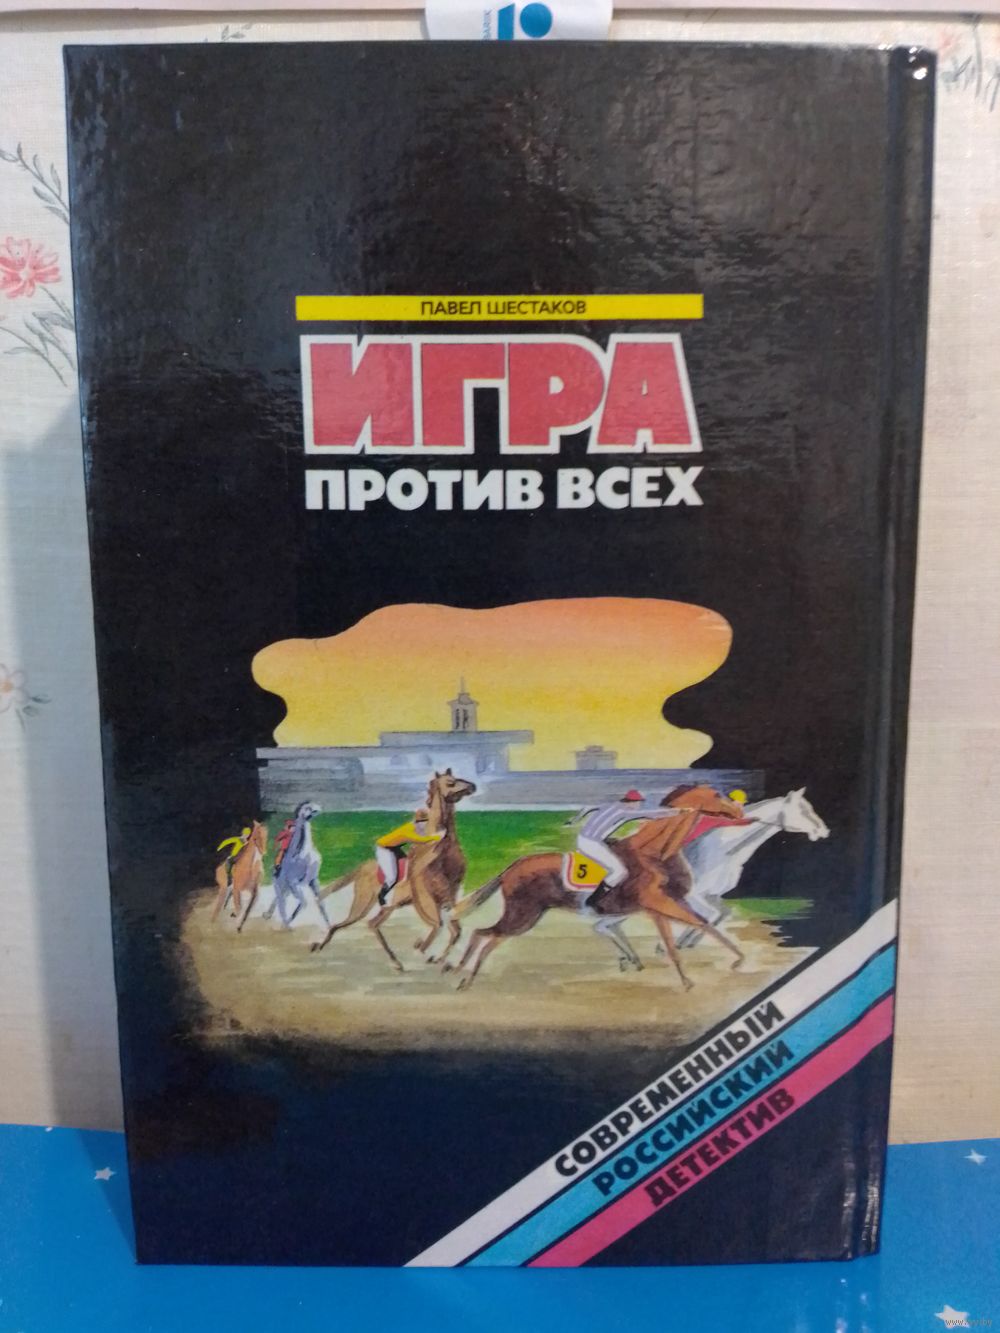 ПАВЕЛ ШЕСТАКОВ
ИГРА
ПРОТИВ ВСЕХ
5
СОВРЕМЕННЫЙ
РОССИЙСКИЙ
ДЕТЕКТИВ